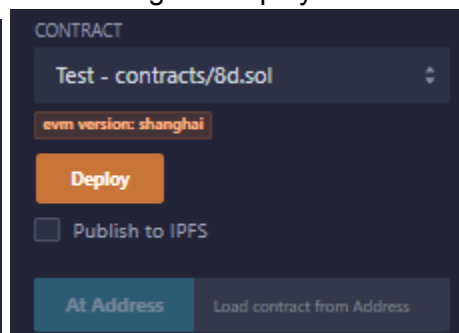 CONTRACT
Test - contracts/8d.sol
evm version: shanghai
Deploy
Publish to IPFS
At Address Load contract from Address